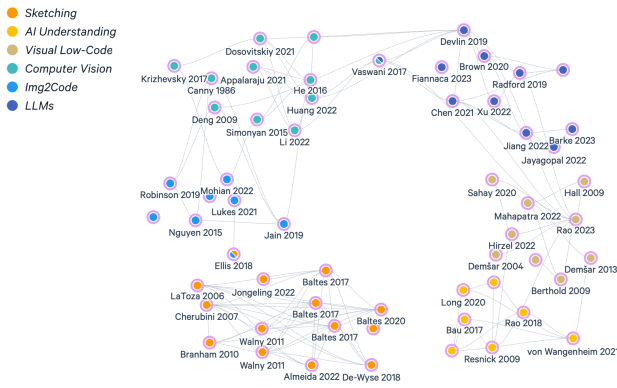 Sketching
AI Understanding
Visual Low-Code
Computer Vision
Img2Code
LLMs
Devlin 2019
Dosovitskiy 2021
Brown 2020
Vaswani 2017
Krizhevsky 2017
Appalaraju 2021
Fiannaca 2023
Radford 2019
Canny 1986
He 2016
Huang 2022
Chen 2021
Xu 2022
Deng 2009
Simonyan 2015
Li 2022
Jiang 2022
Barke 2023
Jayagopal 2022
Robinson 2019
Mohian 2022
Sahay 2020
Hall 2009
Lukes 2021
Mahapatra 2022
Nguyen 2015
Jain 2019
Rao 2023
Hirzel 2022
Ellis 2018
Demšar 2004
Demšar 2013
Baltes 2017
LaToza 2006
Jongeling 2022
Berthold 2009
Long 2020
Cherubini 2007
Baltes 2017
Baltes 2020
Rao 2018
Walny 2011
Baltes 2017
Bau 2017
Branham 2010
von Wangenheim 2021
Walny 2011
Resnick 2009
Almeida 2022
De-Wyse 2018